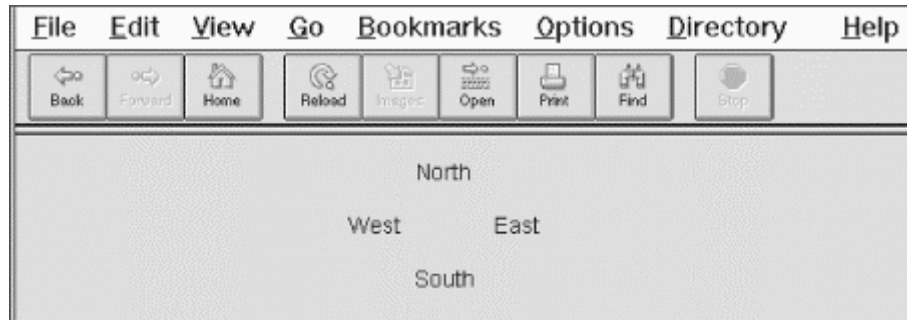 File Edit View Go Bookmarks Options Directory Help
Back Forward Home Reload Images Open Print Find Stop
North
West East
South